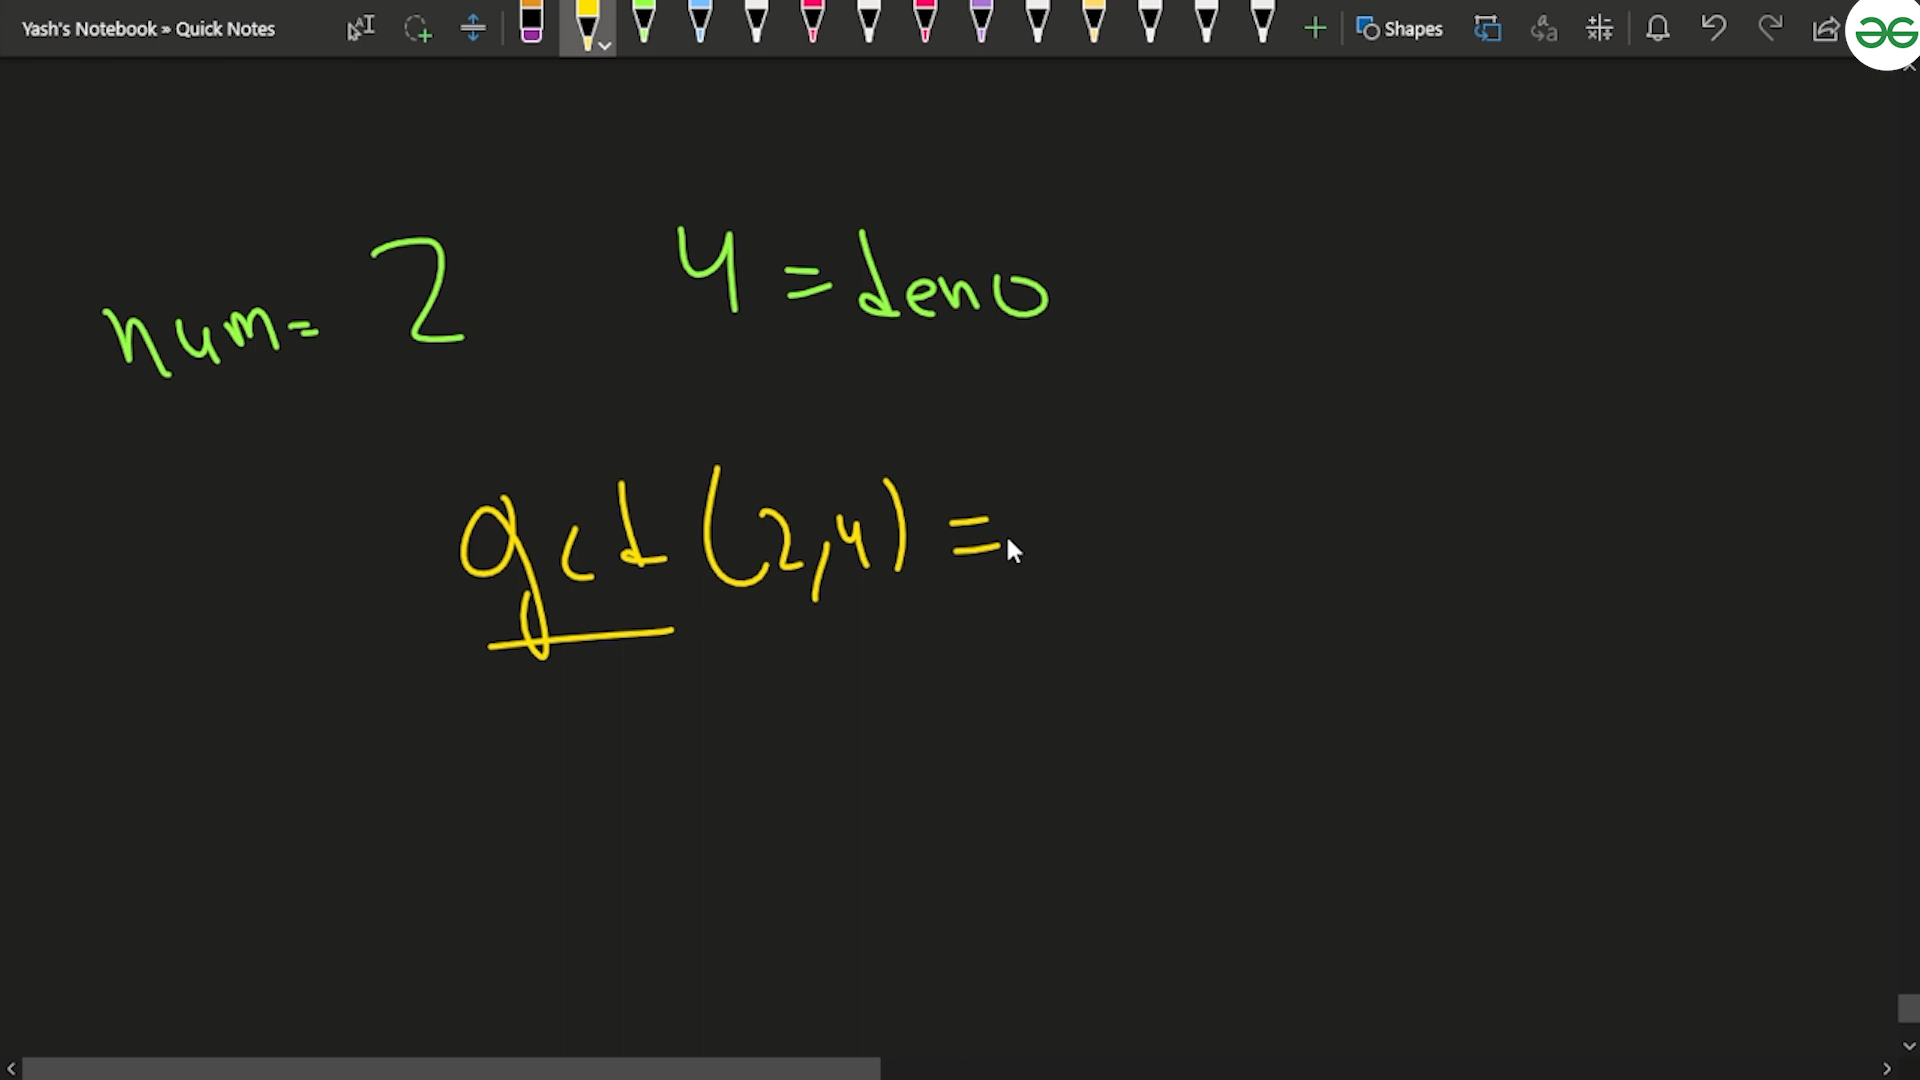 Yash's Notebook » Quick Notes
Shapes
num= 2 4 = deno
gcd (2,4) =